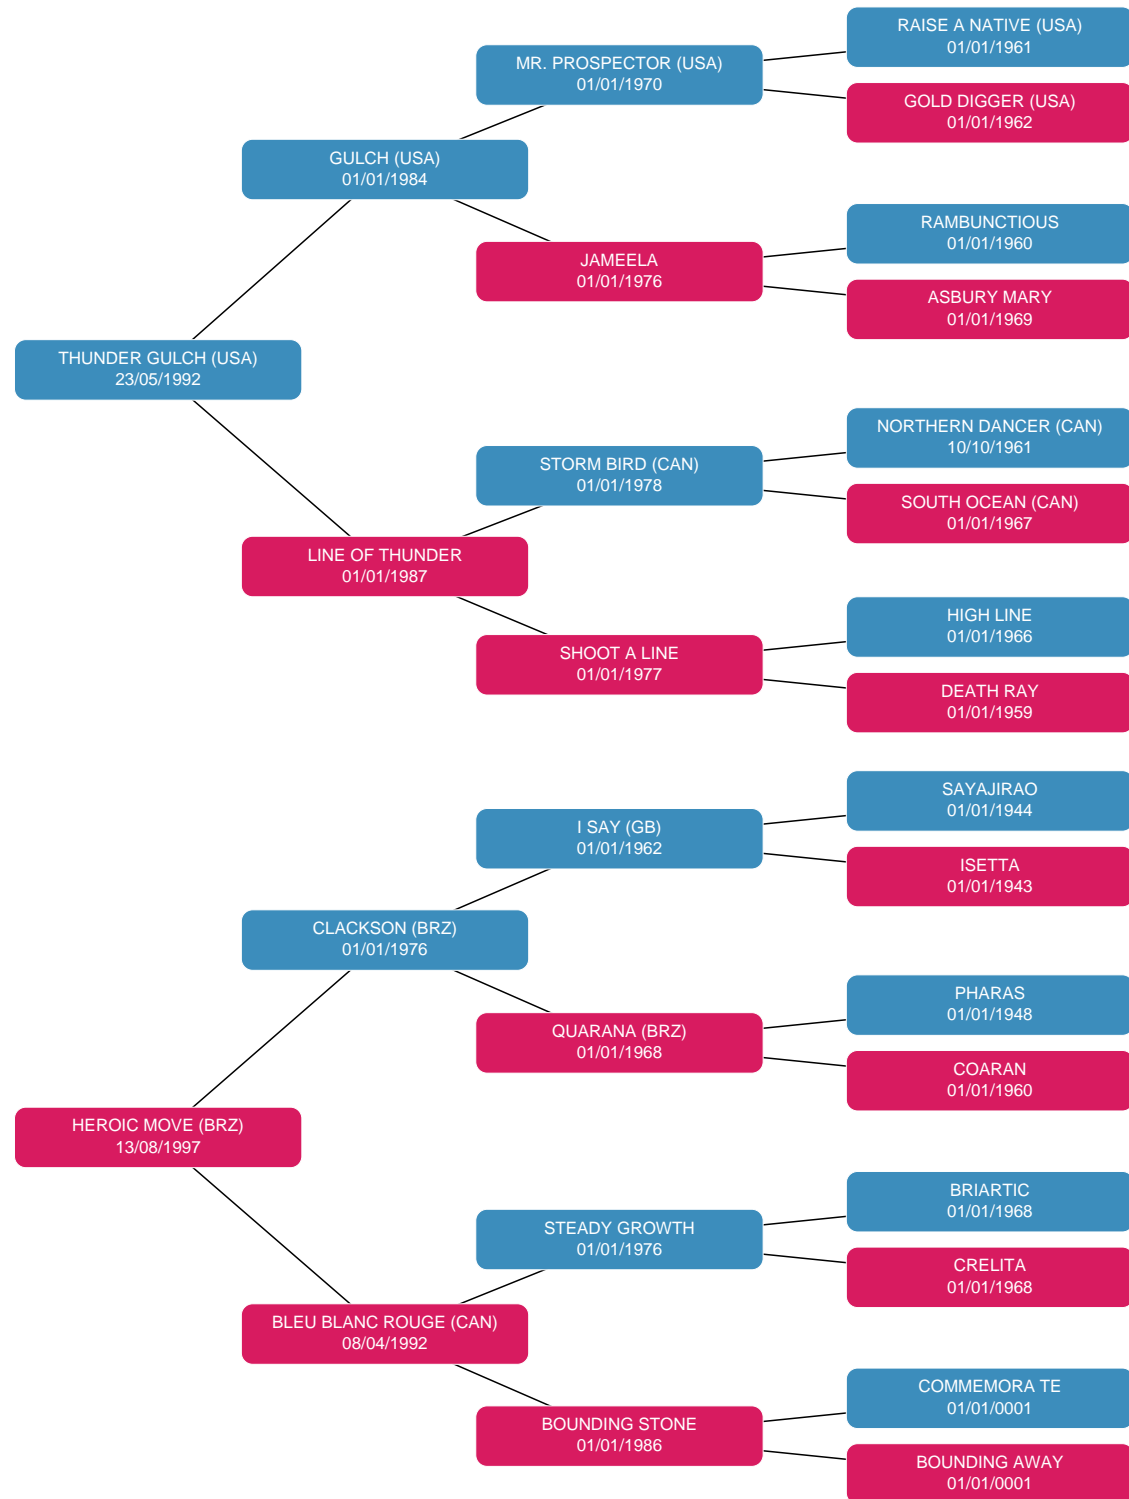 RAISE A NATIVE (USA)
01/01/1961
MR. PROSPECTOR (USA)
01/01/1970
GOLD DIGGER (USA)
01/01/1962
GULCH (USA)
01/01/1984
RAMBUNCTIOUS
01/01/1960
JAMEELA
01/01/1976
ASBURY MARY
01/01/1969
THUNDER GULCH (USA)
23/05/1992
NORTHERN DANCER (CAN)
10/10/1961
STORM BIRD (CAN)
01/01/1978
SOUTH OCEAN (CAN)
01/01/1967
LINE OF THUNDER
01/01/1987
HIGH LINE
01/01/1966
SHOOT A LINE
01/01/1977
DEATH RAY
01/01/1959
SAYAJIRAO
01/01/1944
I SAY (GB)
01/01/1962
ISETTA
01/01/1943
CLACKSON (BRZ)
01/01/1976
PHARAS
01/01/1948
QUARANA (BRZ)
01/01/1968
COARAN
01/01/1960
HEROIC MOVE (BRZ)
13/08/1997
BRIARTIC
01/01/1968
STEADY GROWTH
01/01/1976
CRELITA
01/01/1968
BLEU BLANC ROUGE (CAN)
08/04/1992
COMMEMORA TE
01/01/0001
BOUNDING STONE
01/01/1986
BOUNDING AWAY
01/01/0001